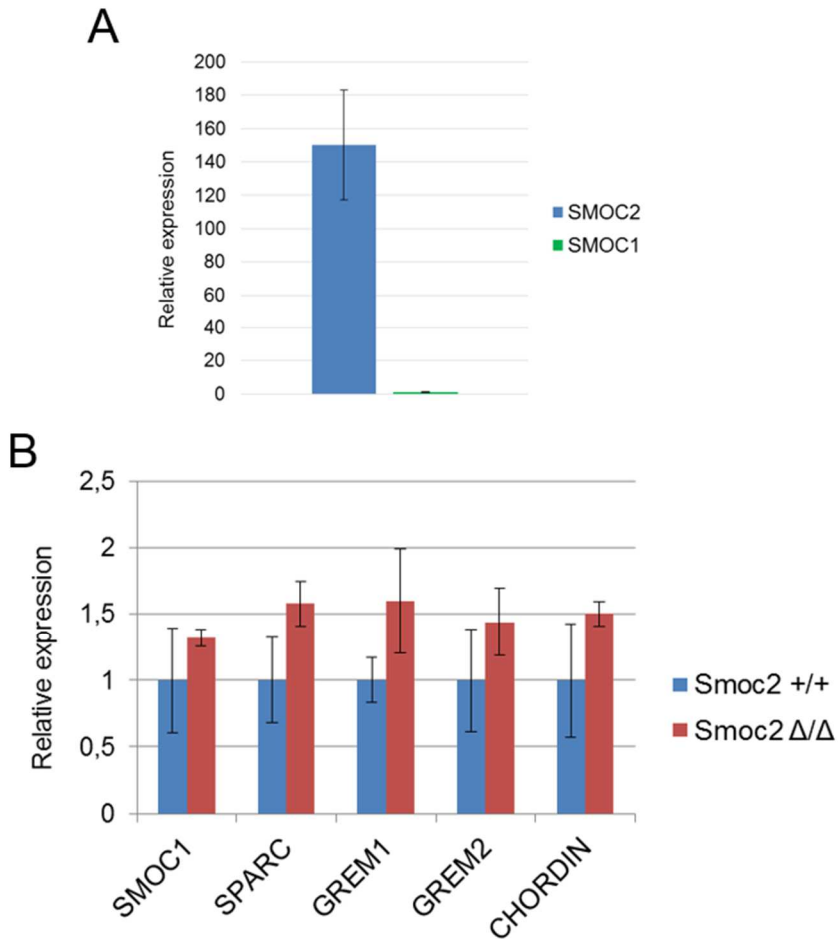 A
200
180
160
140
120
100
80
60
40
20
0
Relative expression
SMOC2
SMOC1
B
2,5
2
1,5
1
0,5
0
Relative expression
Smoc2 +/+
Smoc2 Δ/Δ
SMOC1
SPARC
GREM1
GREM2
CHORDIN